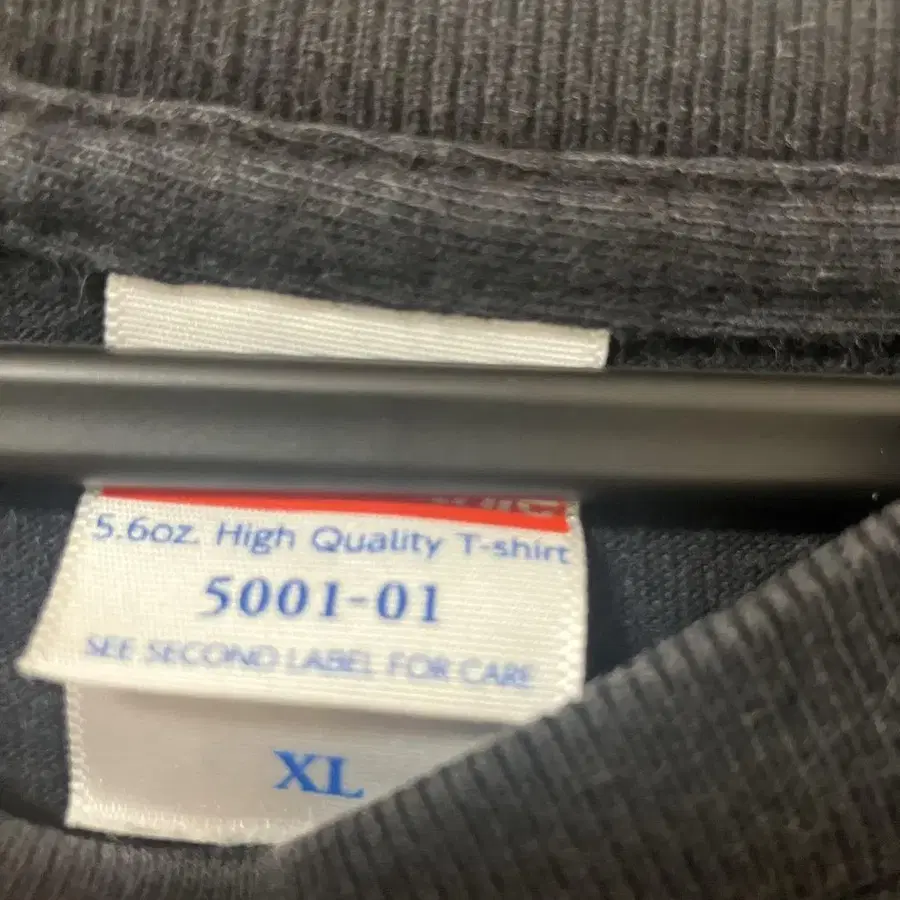 5.6oz. High Quality T-shirt
5001-01
SEE SECOND LABEL FOR CARE
XL